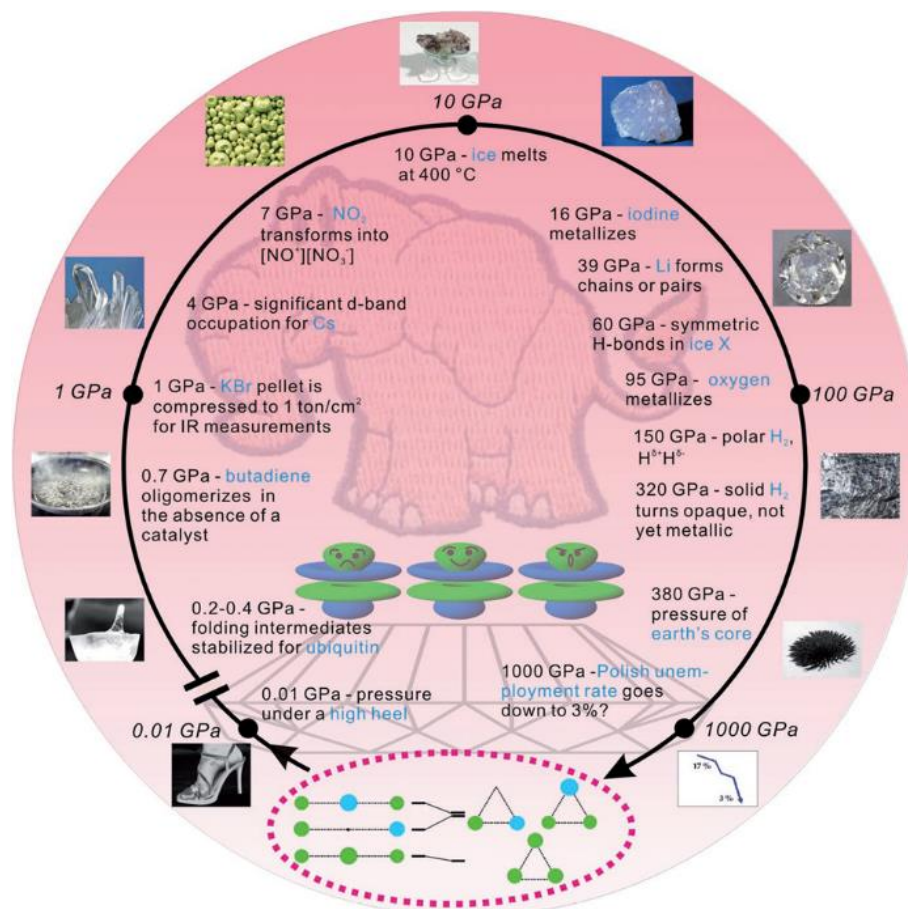 10 GPa
10 GPa - ice melts
at 400 °C
7 GPa - NO₂
transforms into
[NO⁺][NO₃⁻]
4 GPa - significant d-band
occupation for Cs
1 GPa
1 GPa - KBr pellet is
compressed to 1 ton/cm²
for IR measurements
0.7 GPa - butadiene
oligomerizes in
the absence of a
catalyst
0.2-0.4 GPa -
folding intermediates
stabilized for ubiquitin
0.01 GPa - pressure
under a high heel
0.01 GPa
16 GPa - iodine
metallizes
39 GPa - Li forms
chains or pairs
60 GPa - symmetric
H-bonds in ice X
95 GPa - oxygen
metallizes
100 GPa
150 GPa - polar H₂,
Hᵟ⁺Hᵟ⁻
320 GPa - solid H₂
turns opaque, not
yet metallic
380 GPa -
pressure of
earth's core
1000 GPa -Polish unem-
ployment rate goes
down to 3%?
1000 GPa
17 %
3 %